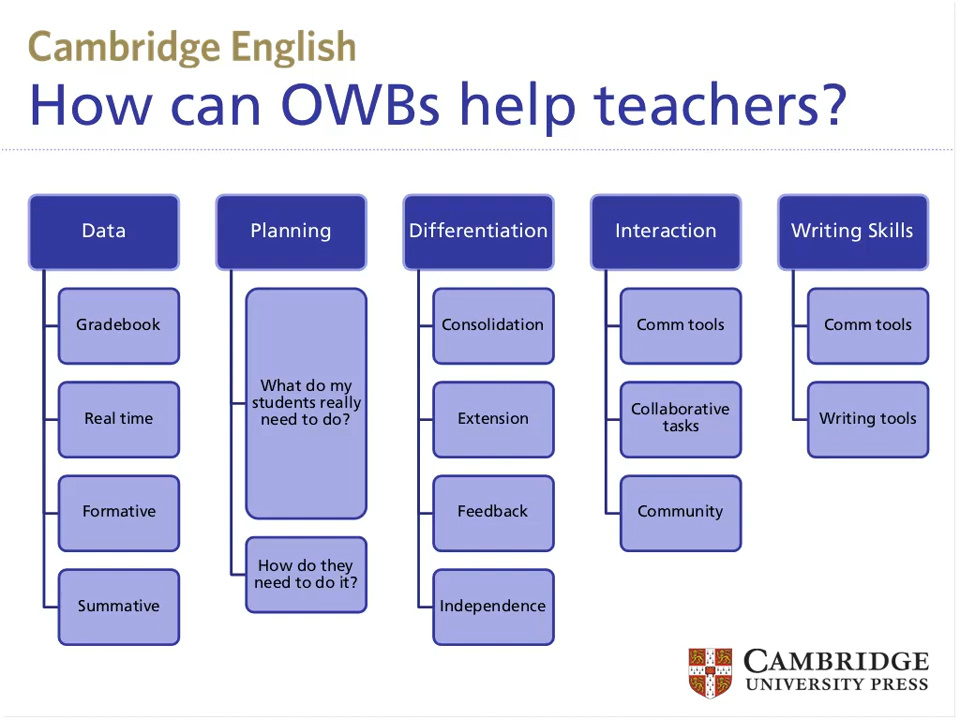 Cambridge English
How can OWBs help teachers?
Data
Gradebook
Real time
Formative
Summative
Planning
What do my
students really
need to do?
How do they
need to do it?
Differentiation
Consolidation
Extension
Feedback
Independence
Interaction
Comm tools
Collaborative
tasks
Community
Writing Skills
Comm tools
Writing tools
CAMBRIDGE
UNIVERSITY PRESS